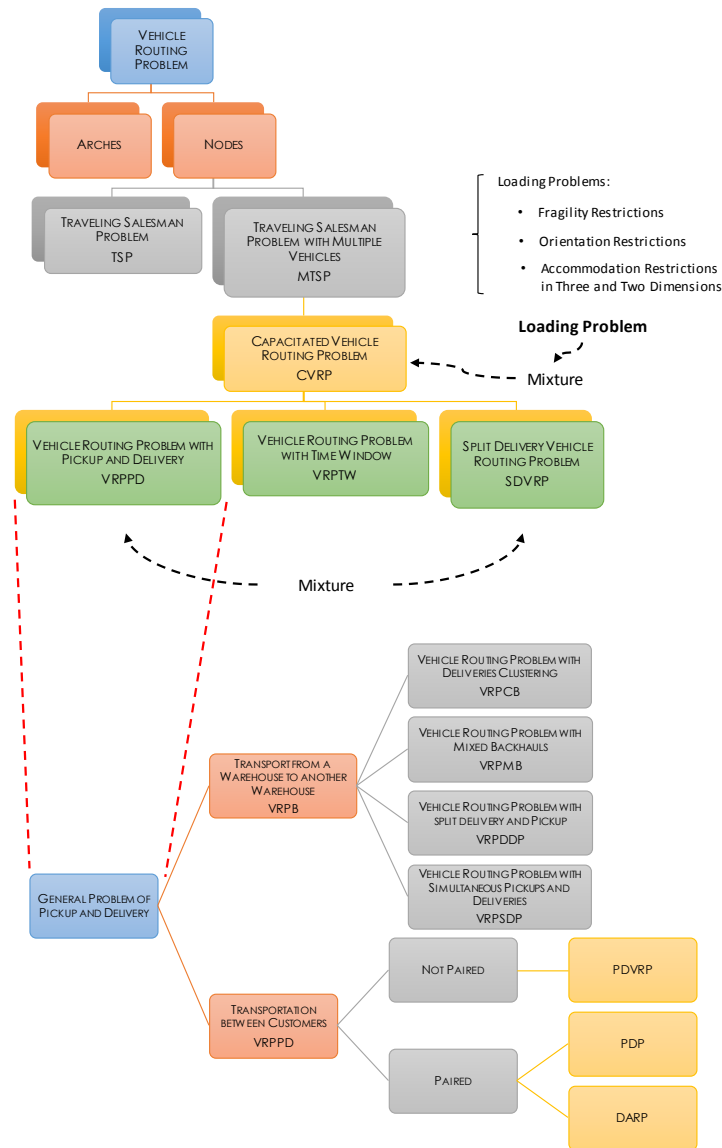 VEHICLE
ROUTING
PROBLEM
ARCHES
NODES
TRAVELING SALESMAN
PROBLEM
TSP
TRAVELING SALESMAN
PROBLEM WITH MULTIPLE
VEHICLES
MTSP
Loading Problems:
• Fragility Restrictions
• Orientation Restrictions
• Accommodation Restrictions
in Three and Two Dimensions
Loading Problem
Mixture
CAPACITATED VEHICLE
ROUTING PROBLEM
CVRP
VEHICLE ROUTING PROBLEM WITH
PICKUP AND DELIVERY
VRPPD
VEHICLE ROUTING PROBLEM
WITH TIME WINDOW
VRPTW
SPLIT DELIVERY VEHICLE
ROUTING PROBLEM
SDVRP
Mixture
VEHICLE ROUTING PROBLEM WITH
DELIVERIES CLUSTERING
VRPCB
VEHICLE ROUTING PROBLEM WITH
MIXED BACKHAULS
VRPMB
TRANSPORT FROM A
WAREHOUSE TO ANOTHER
WAREHOUSE
VRPB
VEHICLE ROUTING PROBLEM WITH
SPLIT DELIVERY AND PICKUP
VRPDDP
VEHICLE ROUTING PROBLEM WITH
SIMULTANEOUS PICKUPS AND
DELIVERIES
VRPSDP
GENERAL PROBLEM OF
PICKUP AND DELIVERY
TRANSPORTATION
BETWEEN CUSTOMERS
VRPPD
NOT PAIRED
PDVRP
PAIRED
PDP
DARP